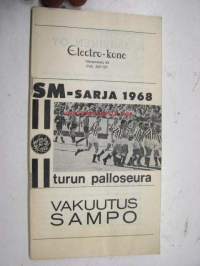 Electro-kone
SM-SARJA 1968
turun palloseura
VAKUUTUS
SAMPO